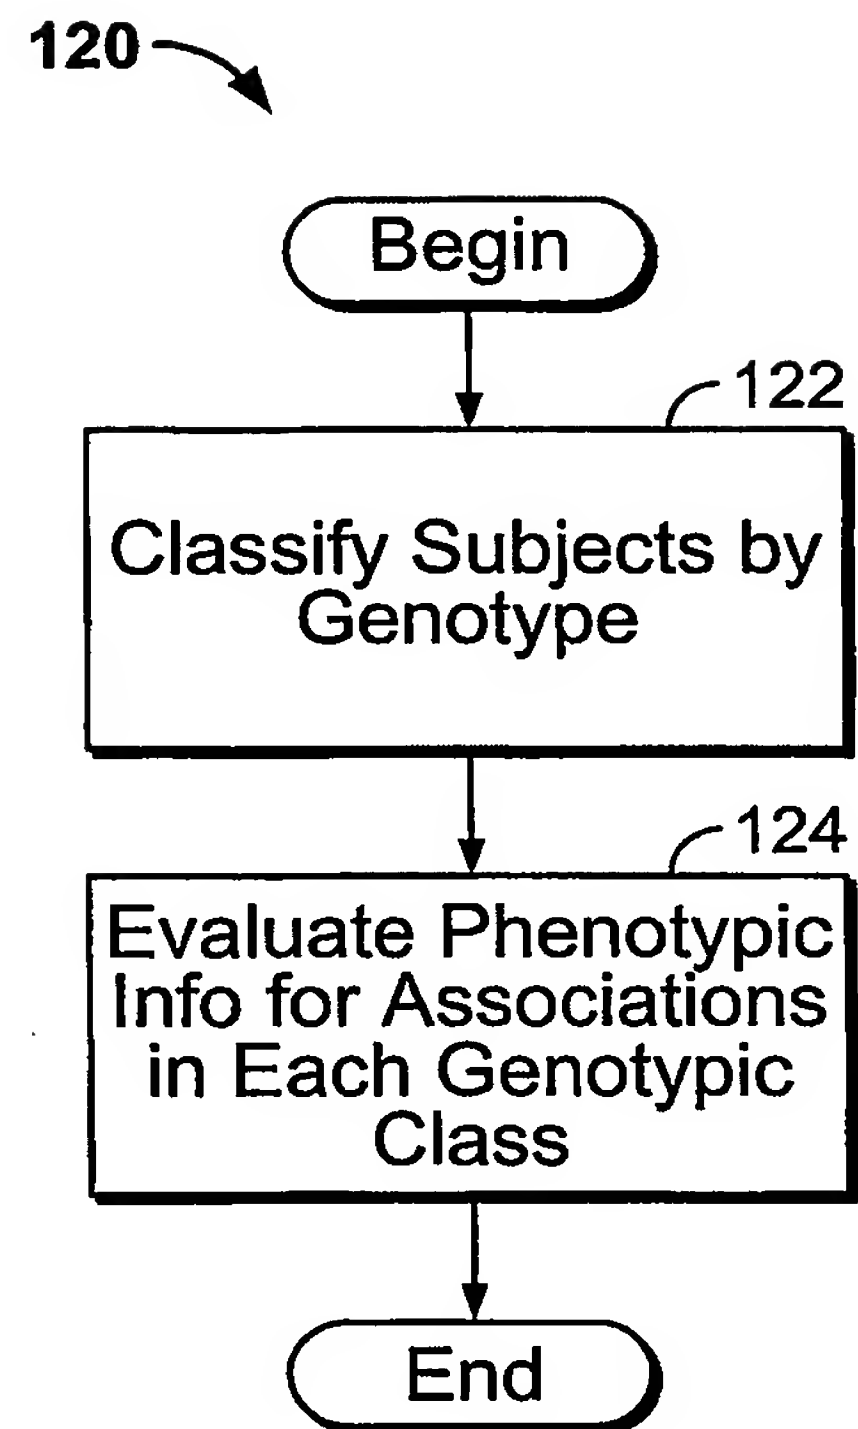 120
Begin
122
Classify Subjects by
Genotype
124
Evaluate Phenotypic
Info for Associations
in Each Genotypic
Class
End